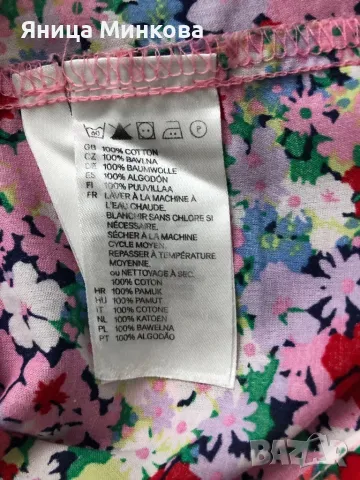 Яница Минкова
GB 100% COTTON
CZ 100% BAVLNA
DE 100% BAUMWOLLE
ES 100% ALGODÓN
FI 100% PUUVILLAA
FR LAVER À LA MACHINE À
L'EAU CHAUDE.
BLANCHIR SANS CHLORE SI
NÉCESSAIRE.
SÉCHER À LA MACHINE
CYCLE MOYEN.
REPASSER À TEMPÉRATURE
MOYENNE.
ou NETTOYAGE À SEC.
100% COTON
HR 100% PAMUK
HU 100% PAMUT
IT 100% COTONE
NL 100% KATOEN
PL 100% BAWEŁNA
PT 100% ALGODÃO
BAZAR